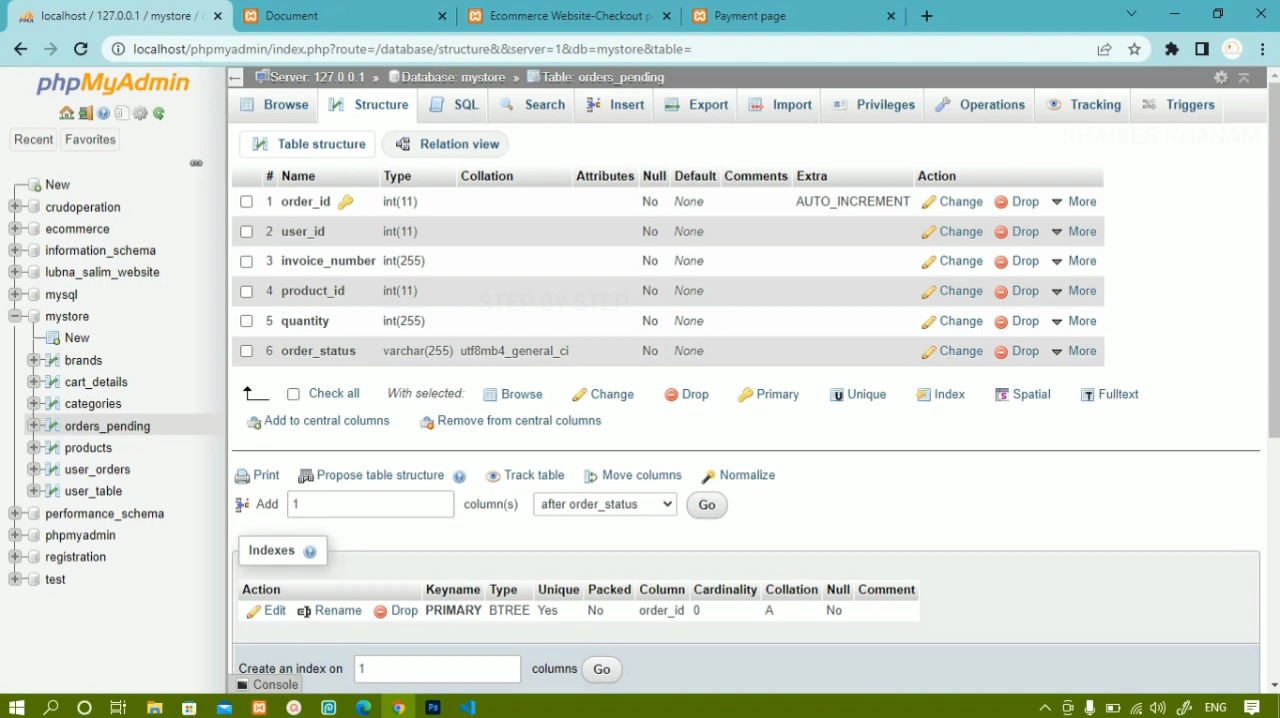 localhost / 127.0.0.1 / mystore /
Document
Ecommerce Website-Checkout p
Payment page
localhost/phpmyadmin/index.php?route=/database/structure&&server=1&db=mystore&table=
phpMyAdmin
Server: 127.0.0.1 » Database: mystore » Table: orders_pending
Browse Structure SQL Search Insert Export Import Privileges Operations Tracking Triggers
KHAISER KHANAM
Recent Favorites
Table structure Relation view
# Name Type Collation Attributes Null Default Comments Extra Action
1 order_id int(11) No None AUTO_INCREMENT Change Drop More
2 user_id int(11) No None Change Drop More
3 invoice_number int(255) No None Change Drop More
4 product_id int(11) No None Change Drop More
STEP BY STEP
5 quantity int(255) No None Change Drop More
6 order_status varchar(255) utf8mb4_general_ci No None Change Drop More
Check all With selected: Browse Change Drop Primary Unique Index Spatial Fulltext
Add to central columns Remove from central columns
Print Propose table structure Track table Move columns Normalize
Add 1 column(s) after order_status Go
Indexes
Action Keyname Type Unique Packed Column Cardinality Collation Null Comment
Edit Rename Drop PRIMARY BTREE Yes No order_id 0 A No
Create an index on 1 columns Go
Console
New
crudoperation
ecommerce
information_schema
lubna_salim_website
mysql
mystore
New
brands
cart_details
categories
orders_pending
products
user_orders
user_table
performance_schema
phpmyadmin
registration
test
ENG